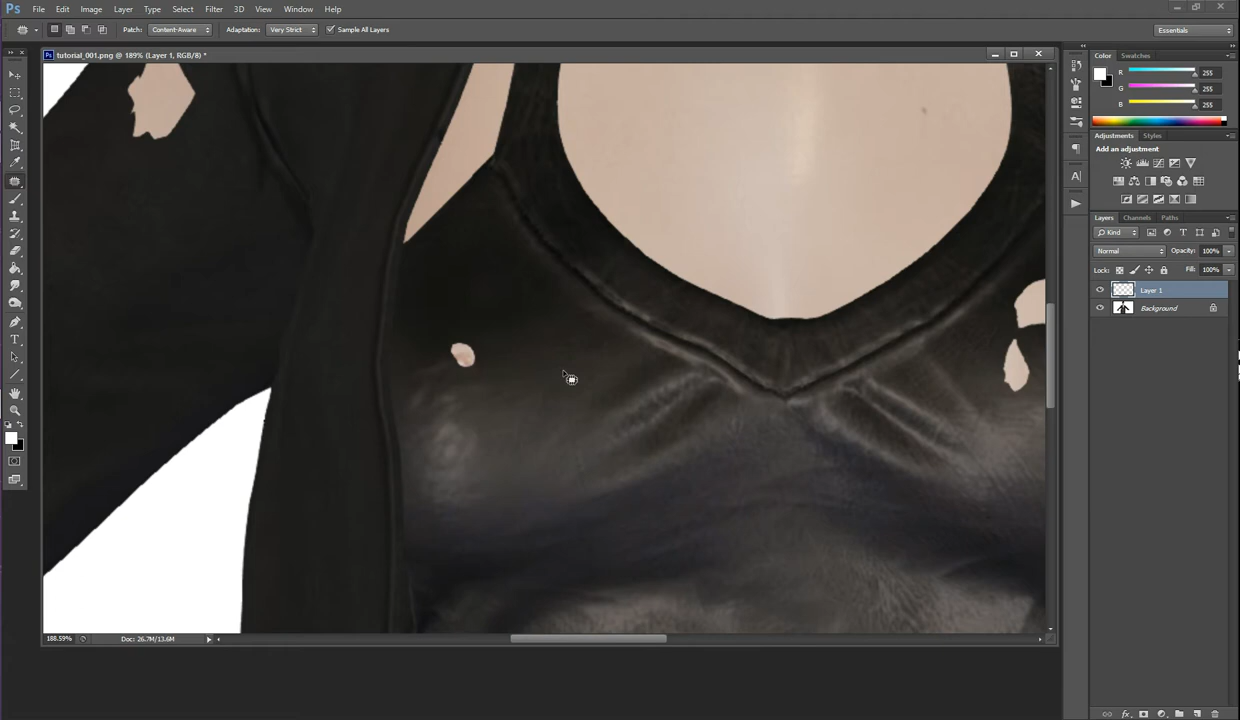 Ps File Edit Image Layer Type Select Filter 3D View Window Help
Patch: Content-Aware Adaptation: Very Strict Sample All Layers Essentials
tutorial_001.png @ 189% (Layer 1, RGB/8) *
Color Swatches
R 255
G 255
B 255
Adjustments Styles
Add an adjustment
Layers Channels Paths
Kind
Normal Opacity: 100%
Lock: Fill: 100%
Layer 1
Background
188.59% Doc: 26.7M/13.6M